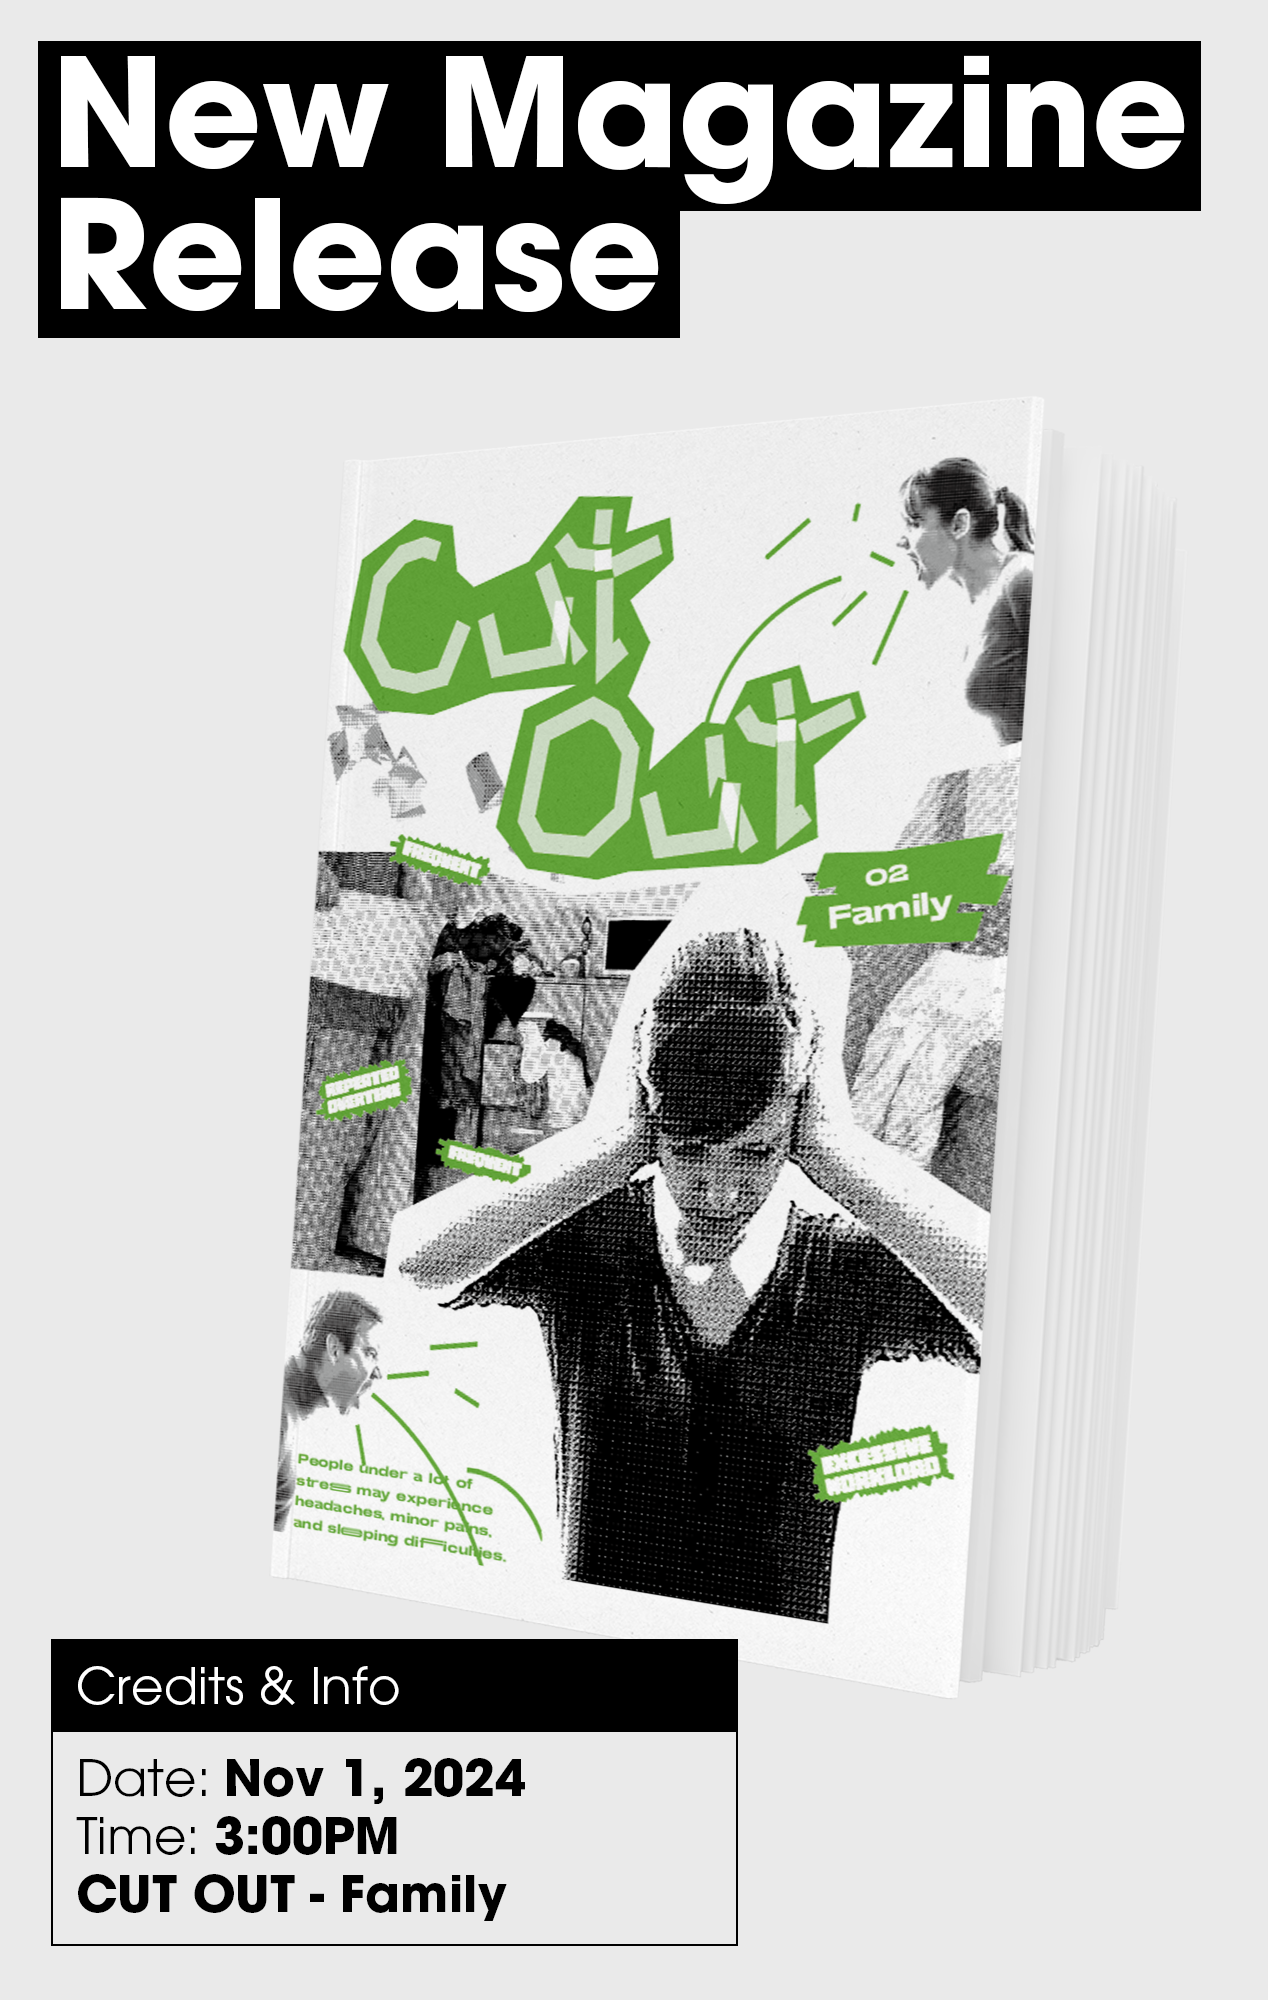 New Magazine
Release
Cut
Out
FREQUENT
02
Family
REPEATED
OVERTIME
FREQUENT
EXCESSIVE
WORKLOAD
People under a lot of
stress may experience
headaches, minor pains,
and sleeping difficulties.
Credits & Info
Date: Nov 1, 2024
Time: 3:00PM
CUT OUT - Family